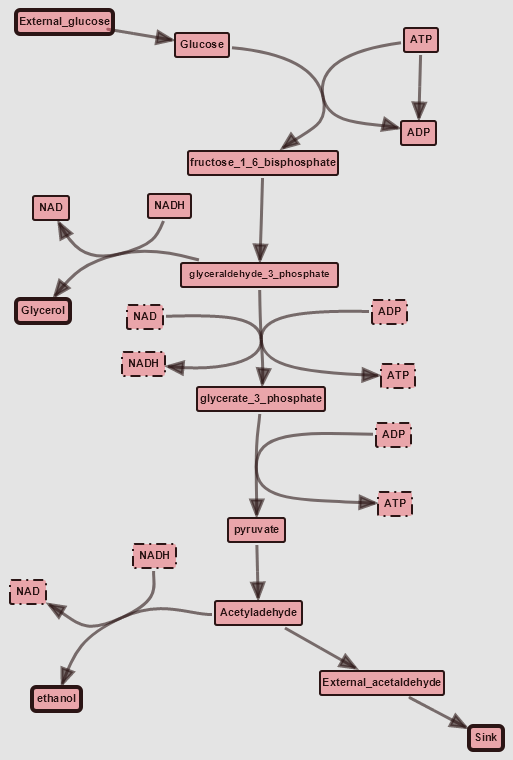 External_glucose
Glucose
ATP
ADP
fructose_1_6_bisphosphate
NAD
NADH
glyceraldehyde_3_phosphate
Glycerol
NAD
ADP
NADH
ATP
glycerate_3_phosphate
ADP
ATP
pyruvate
NADH
NAD
Acetyladehyde
External_acetaldehyde
ethanol
Sink